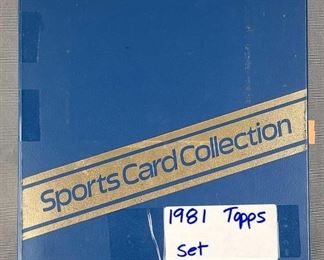 Sports Card Collection
1981 Topps
Set